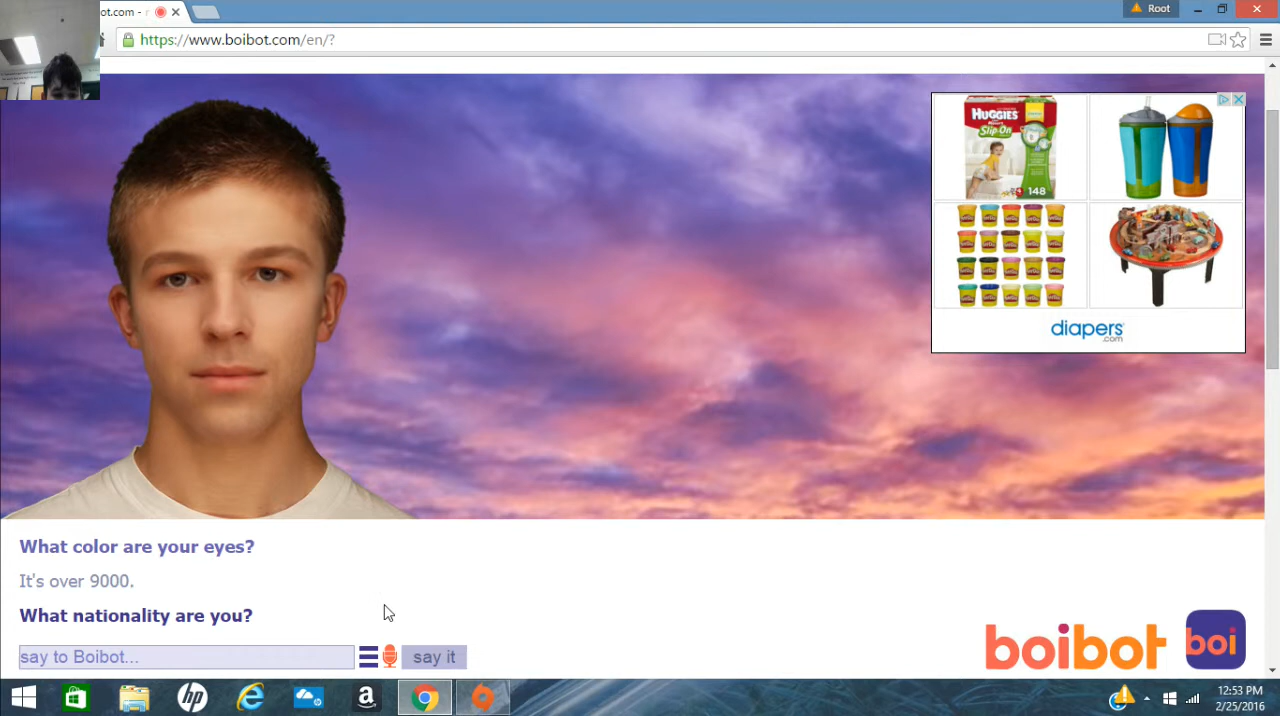 ot.com - r
Root
https://www.boibot.com/en/?
HUGGIES
Slip On
148
diapers
.com
What color are your eyes?
It's over 9000.
What nationality are you?
say to Boibot...
say it
boibot
boi
hp
a
12:53 PM
2/25/2016